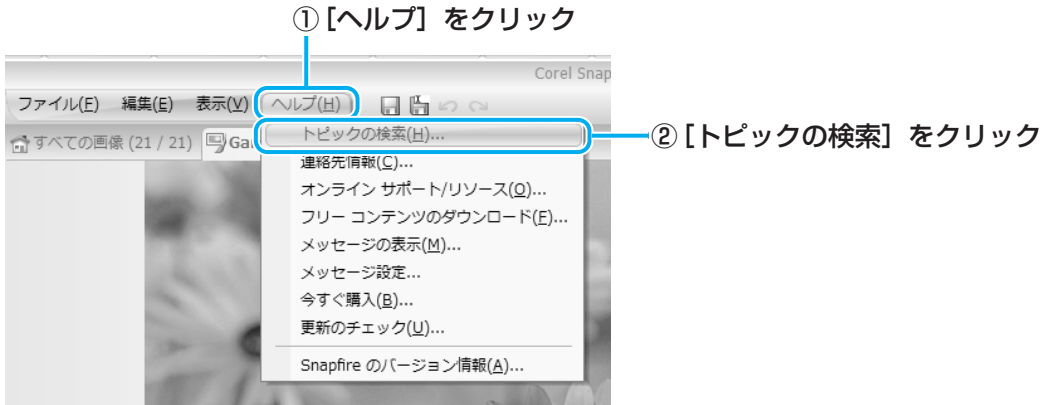 ①[ヘルプ]をクリック
Corel Snap
ファイル(F) 編集(E) 表示(V) ヘルプ(H)
すべての画像 (21 / 21) Ga
トピックの検索(H)...
②[トピックの検索]をクリック
連絡先情報(C)...
オンライン サポート/リソース(O)...
フリー コンテンツのダウンロード(F)...
メッセージの表示(M)...
メッセージ設定...
今すぐ購入(B)...
更新のチェック(U)...
Snapfire のバージョン情報(A)...